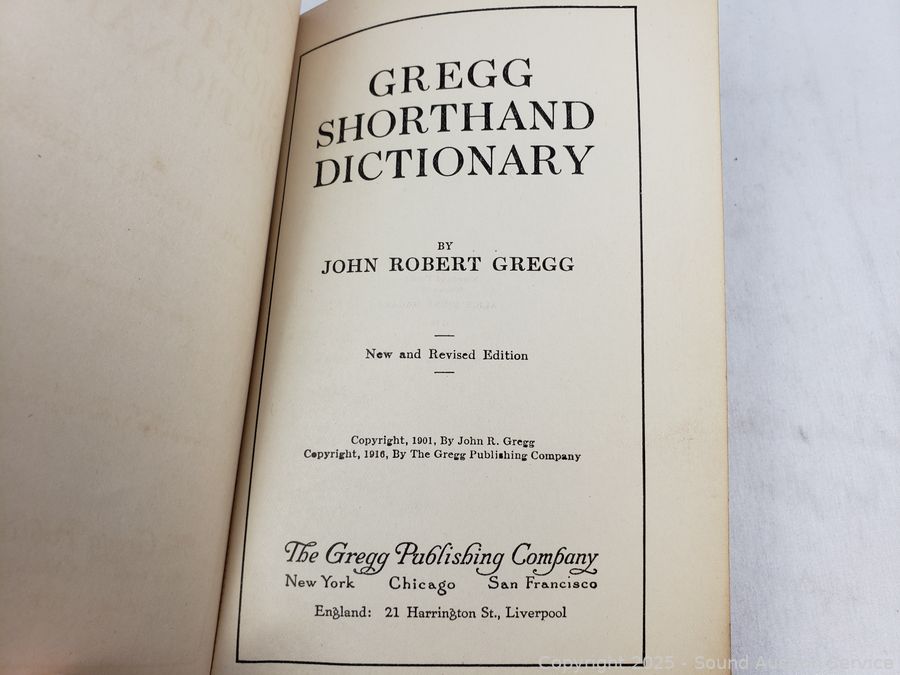 GREGG
SHORTHAND
DICTIONARY
BY
JOHN ROBERT GREGG
New and Revised Edition
Copyright, 1901, By John R. Gregg
Copyright, 1916, By The Gregg Publishing Company
The Gregg Publishing Company
New York Chicago San Francisco
England: 21 Harrington St., Liverpool
Copyright 2025 - Sound Auction Service